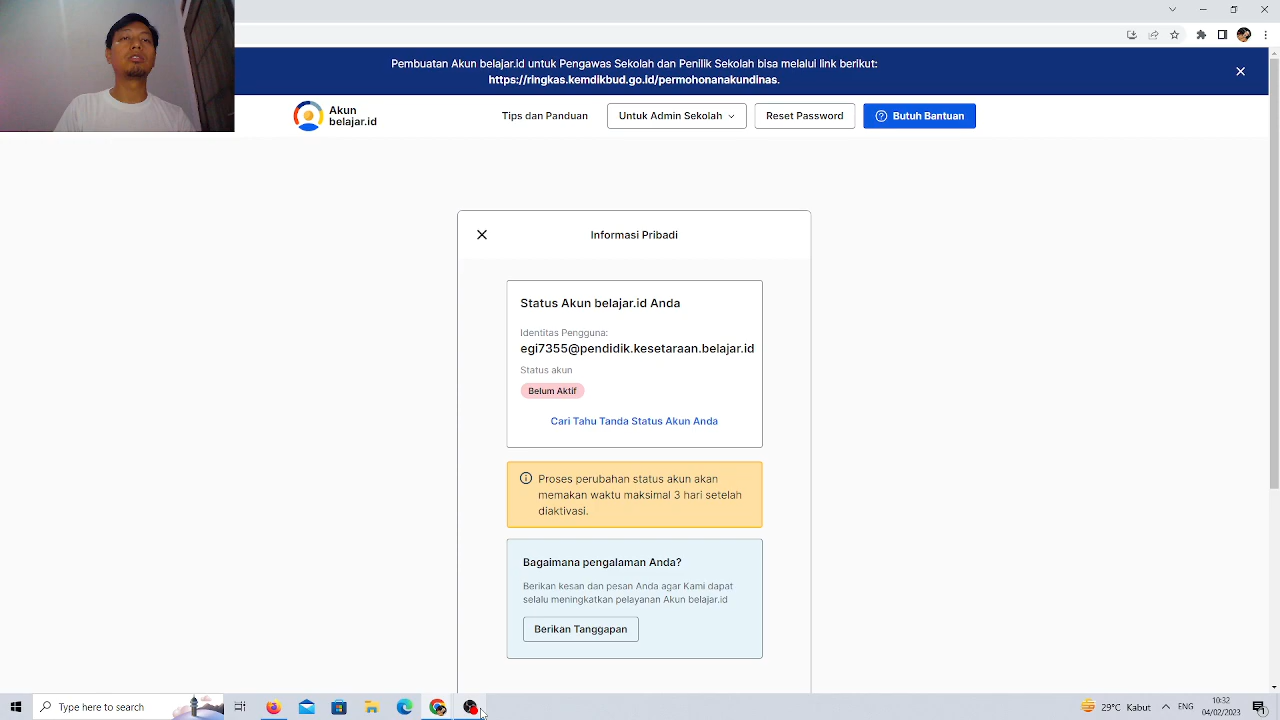 Pembuatan Akun belajar.id untuk Pengawas Sekolah dan Penilik Sekolah bisa melalui link berikut:
https://ringkas.kemdikbud.go.id/permohonanakundinas.
Akun
belajar.id
Tips dan Panduan
Untuk Admin Sekolah
Reset Password
Butuh Bantuan
Informasi Pribadi
Status Akun belajar.id Anda
Identitas Pengguna:
egi7355@pendidik.kesetaraan.belajar.id
Status akun
Belum Aktif
Cari Tahu Tanda Status Akun Anda
Proses perubahan status akun akan
memakan waktu maksimal 3 hari setelah
diaktivasi.
Bagaimana pengalaman Anda?
Berikan kesan dan pesan Anda agar Kami dapat
selalu meningkatkan pelayanan Akun belajar.id
Berikan Tanggapan
Type here to search
29°C Kabut
ENG
10:32
04/02/2023
1